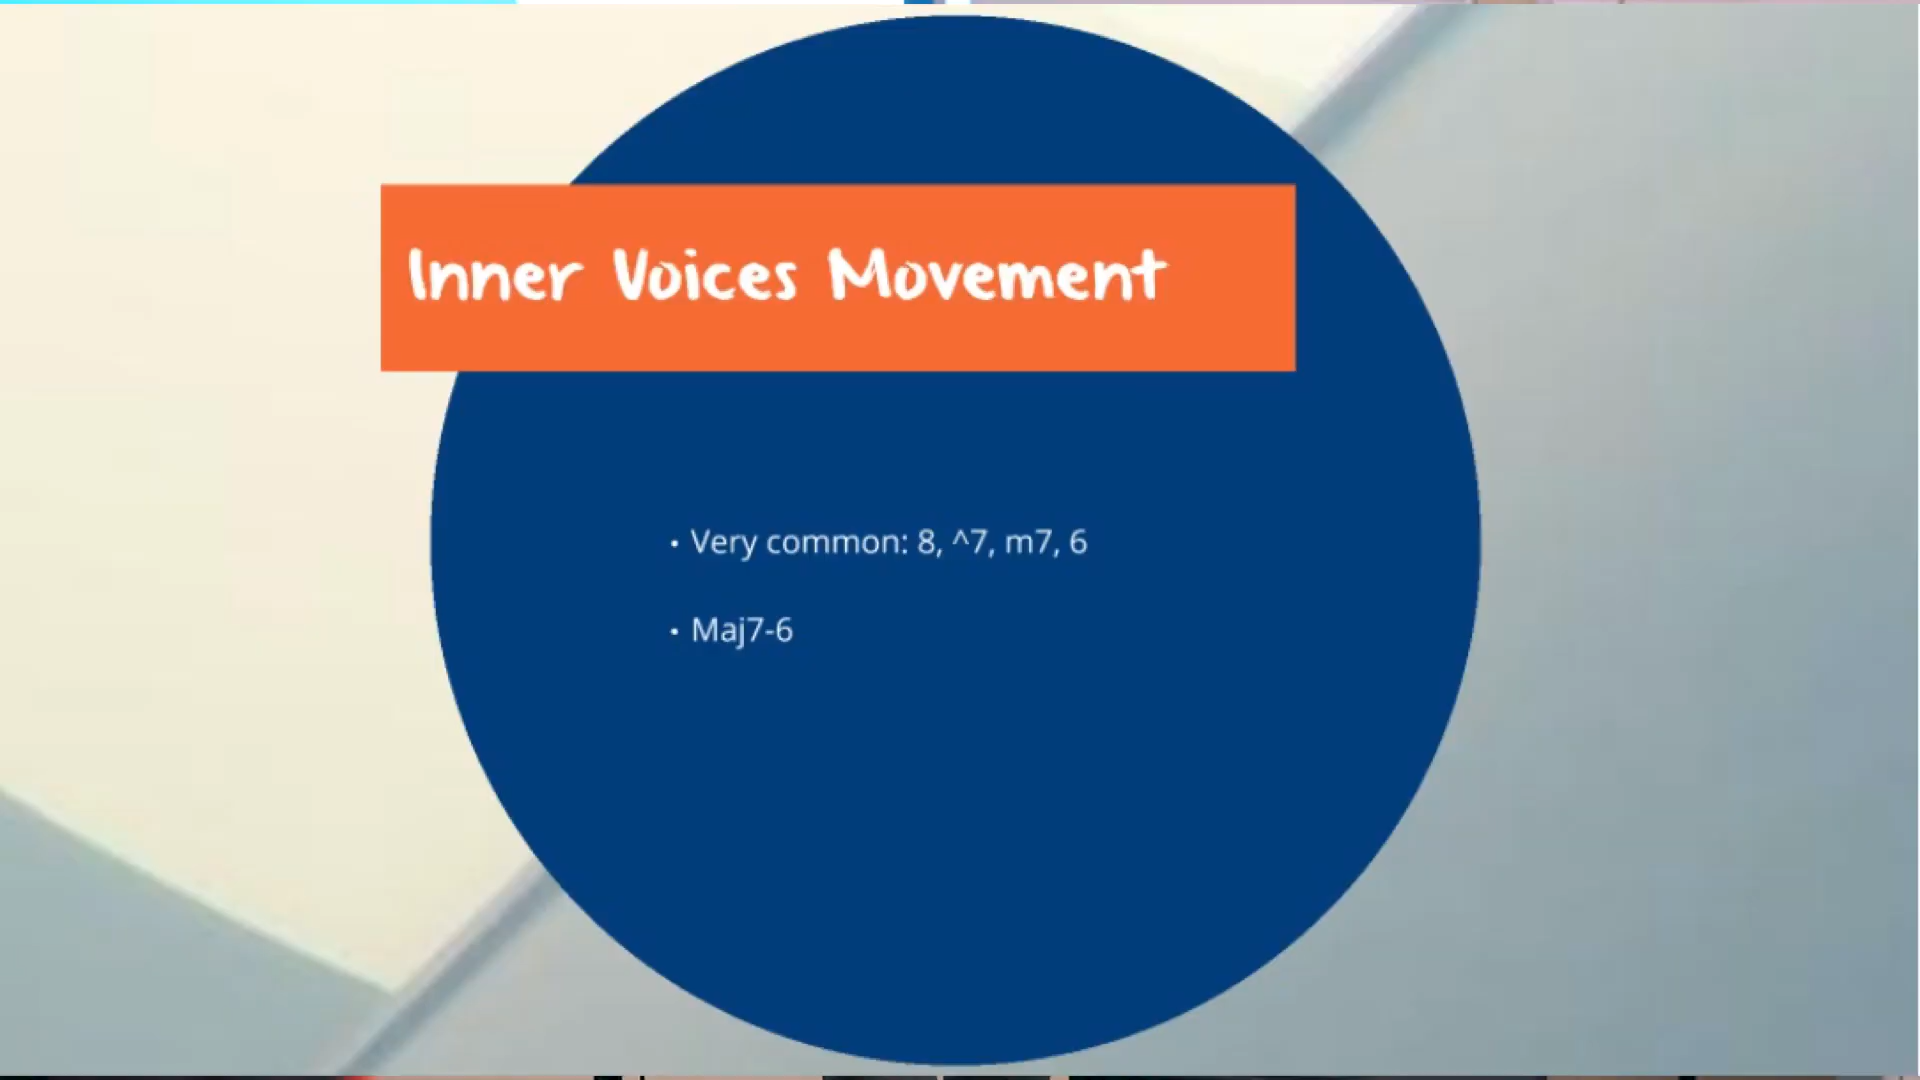 Inner Voices Movement
• Very common: 8, ^7, m7, 6
• Maj7-6